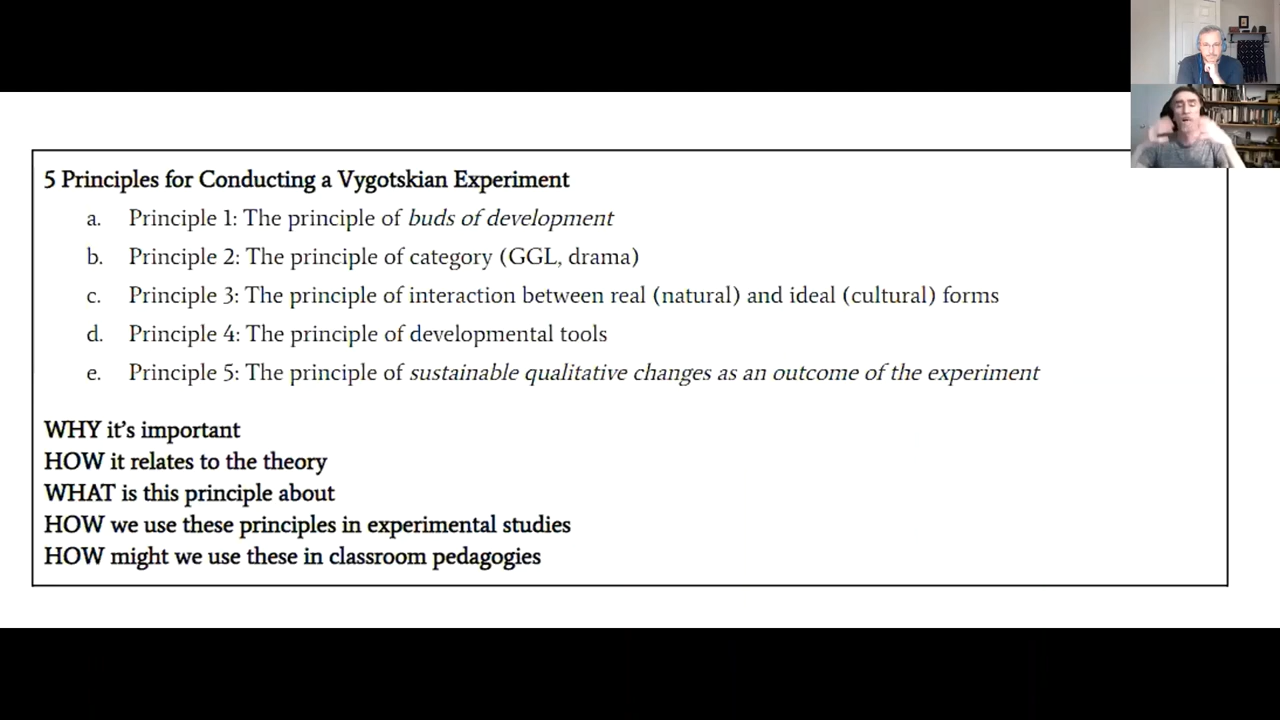 5 Principles for Conducting a Vygotskian Experiment
a. Principle 1: The principle of buds of development
b. Principle 2: The principle of category (GGL, drama)
c. Principle 3: The principle of interaction between real (natural) and ideal (cultural) forms
d. Principle 4: The principle of developmental tools
e. Principle 5: The principle of sustainable qualitative changes as an outcome of the experiment
WHY it's important
HOW it relates to the theory
WHAT is this principle about
HOW we use these principles in experimental studies
HOW might we use these in classroom pedagogies